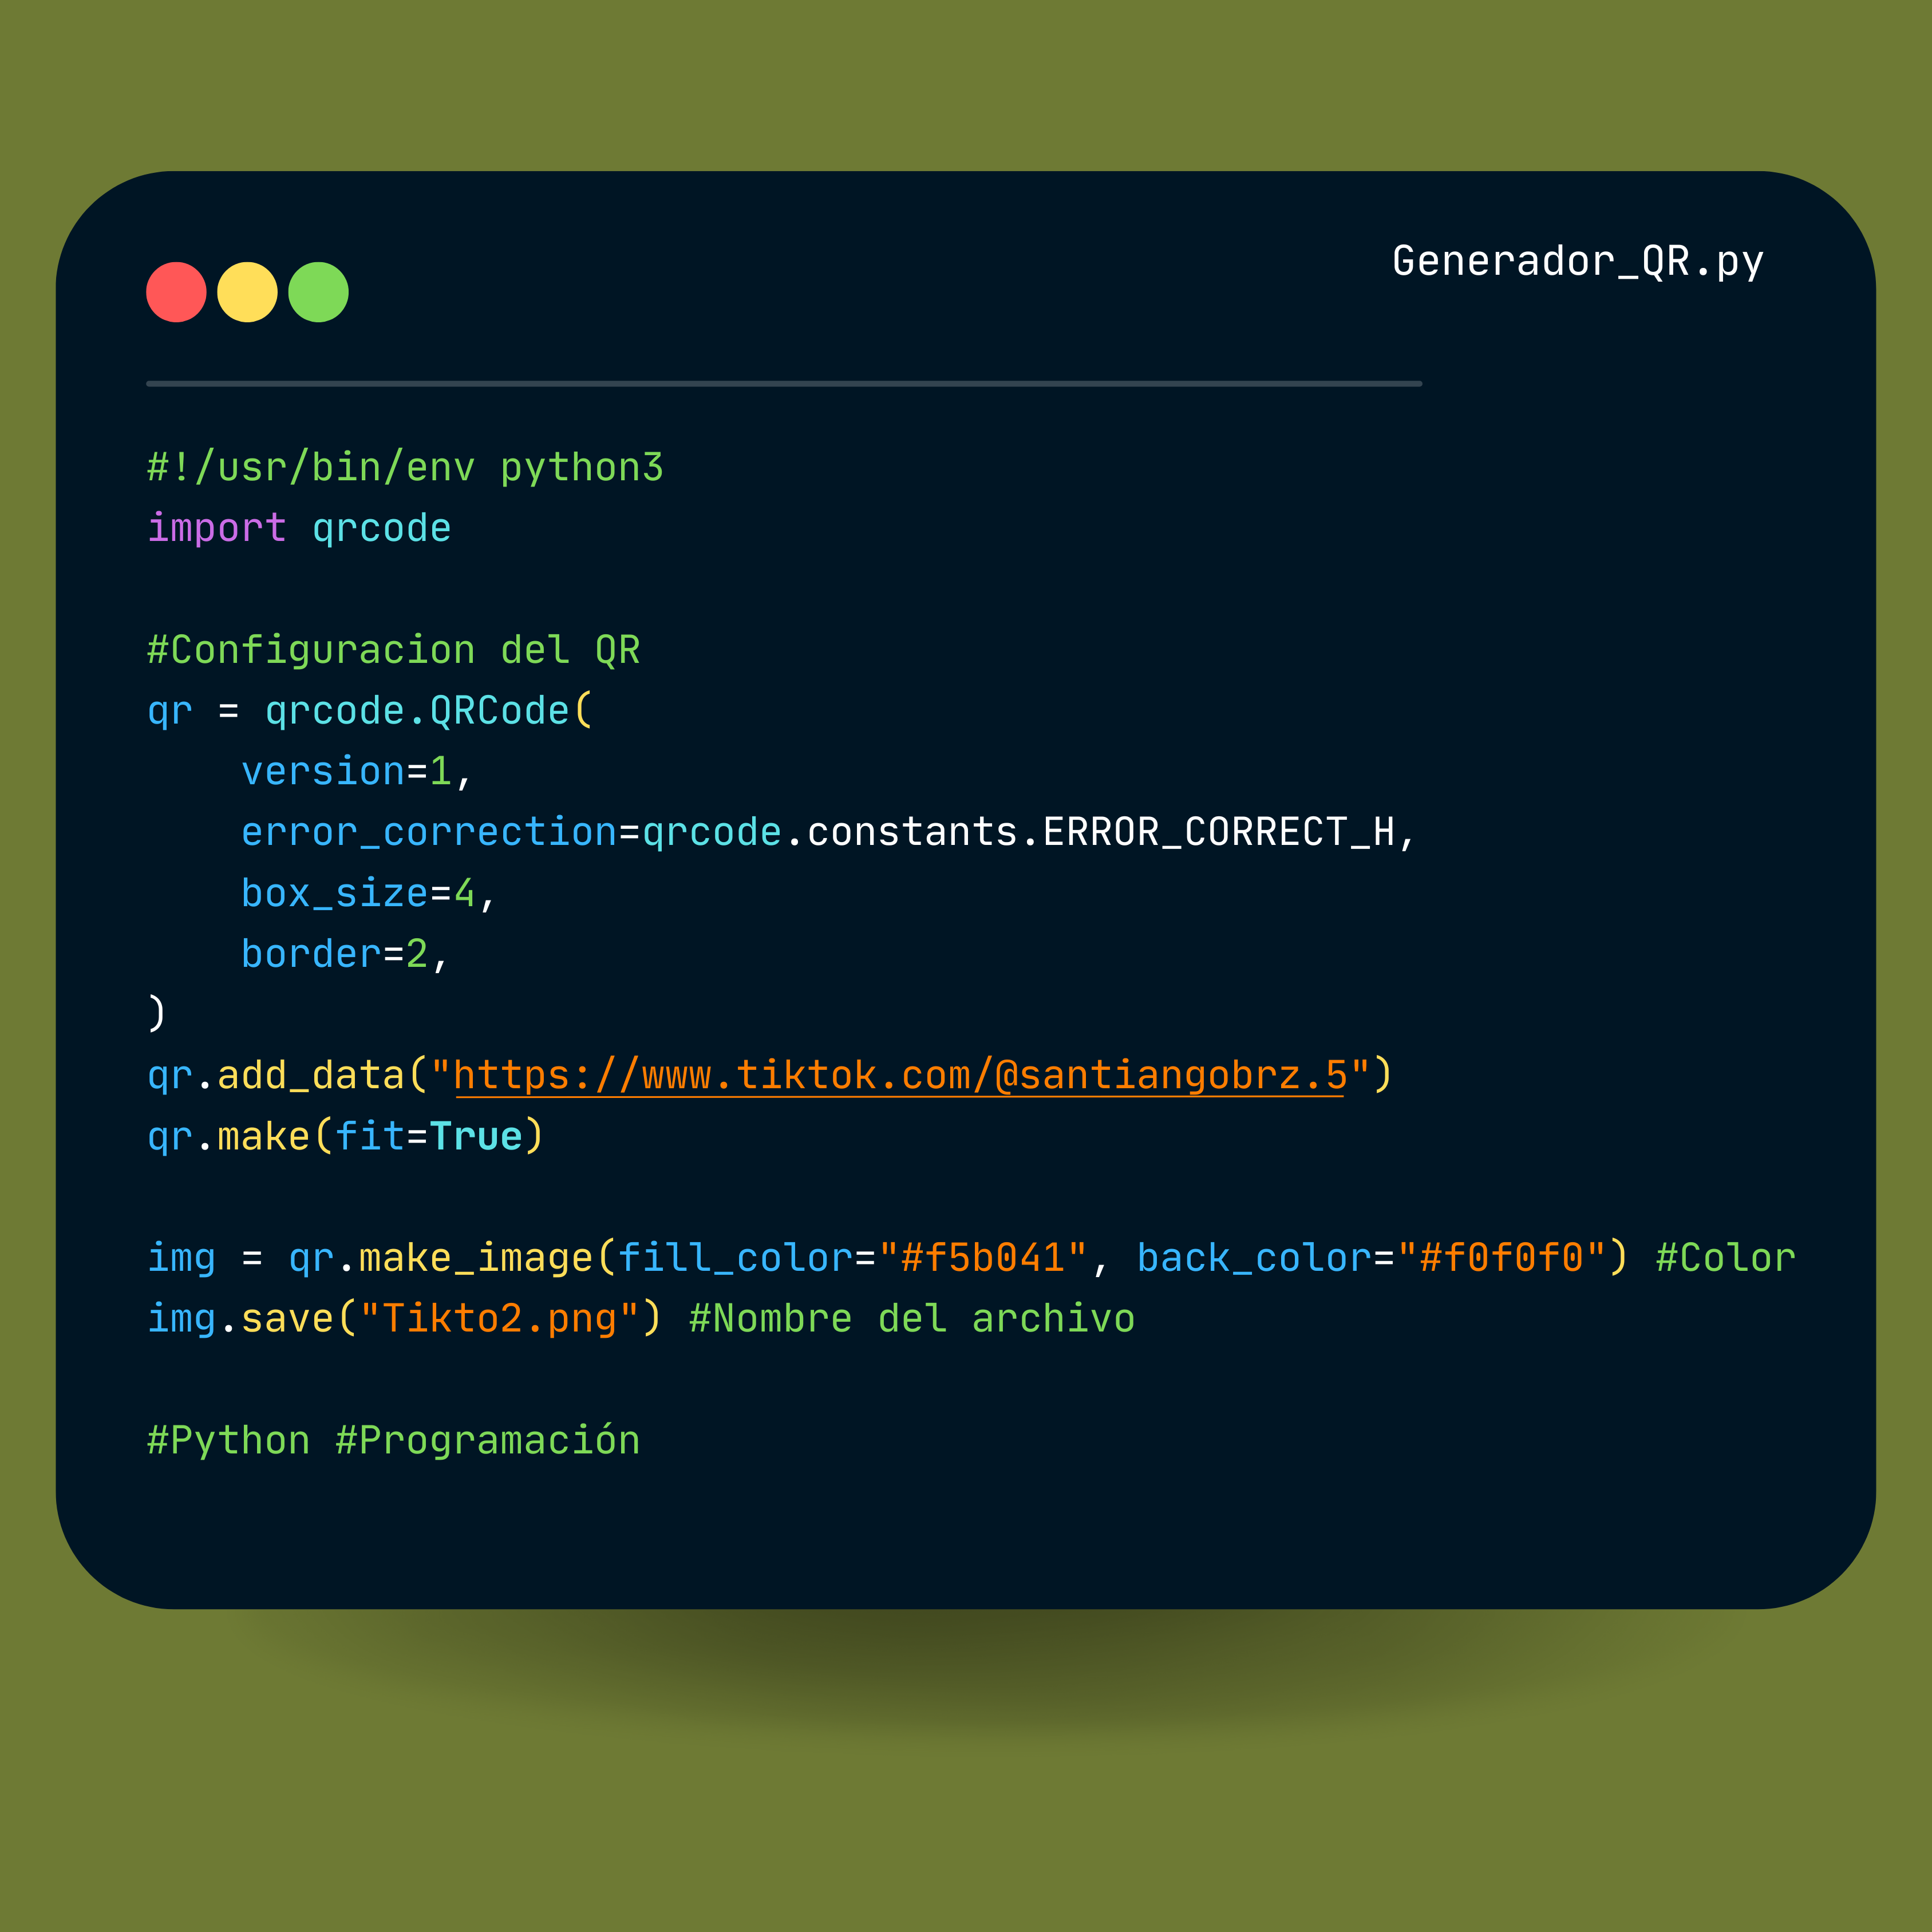 Generador_QR.py
#!/usr/bin/env python3
import qrcode
#Configuracion del QR
qr = qrcode.QRCode(
    version=1,
    error_correction=qrcode.constants.ERROR_CORRECT_H,
    box_size=4,
    border=2,
)
qr.add_data("https://www.tiktok.com/@santiangobrz.5")
qr.make(fit=True)
img = qr.make_image(fill_color="#f5b041", back_color="#f0f0f0") #Color
img.save("Tikto2.png") #Nombre del archivo
#Python #Programación